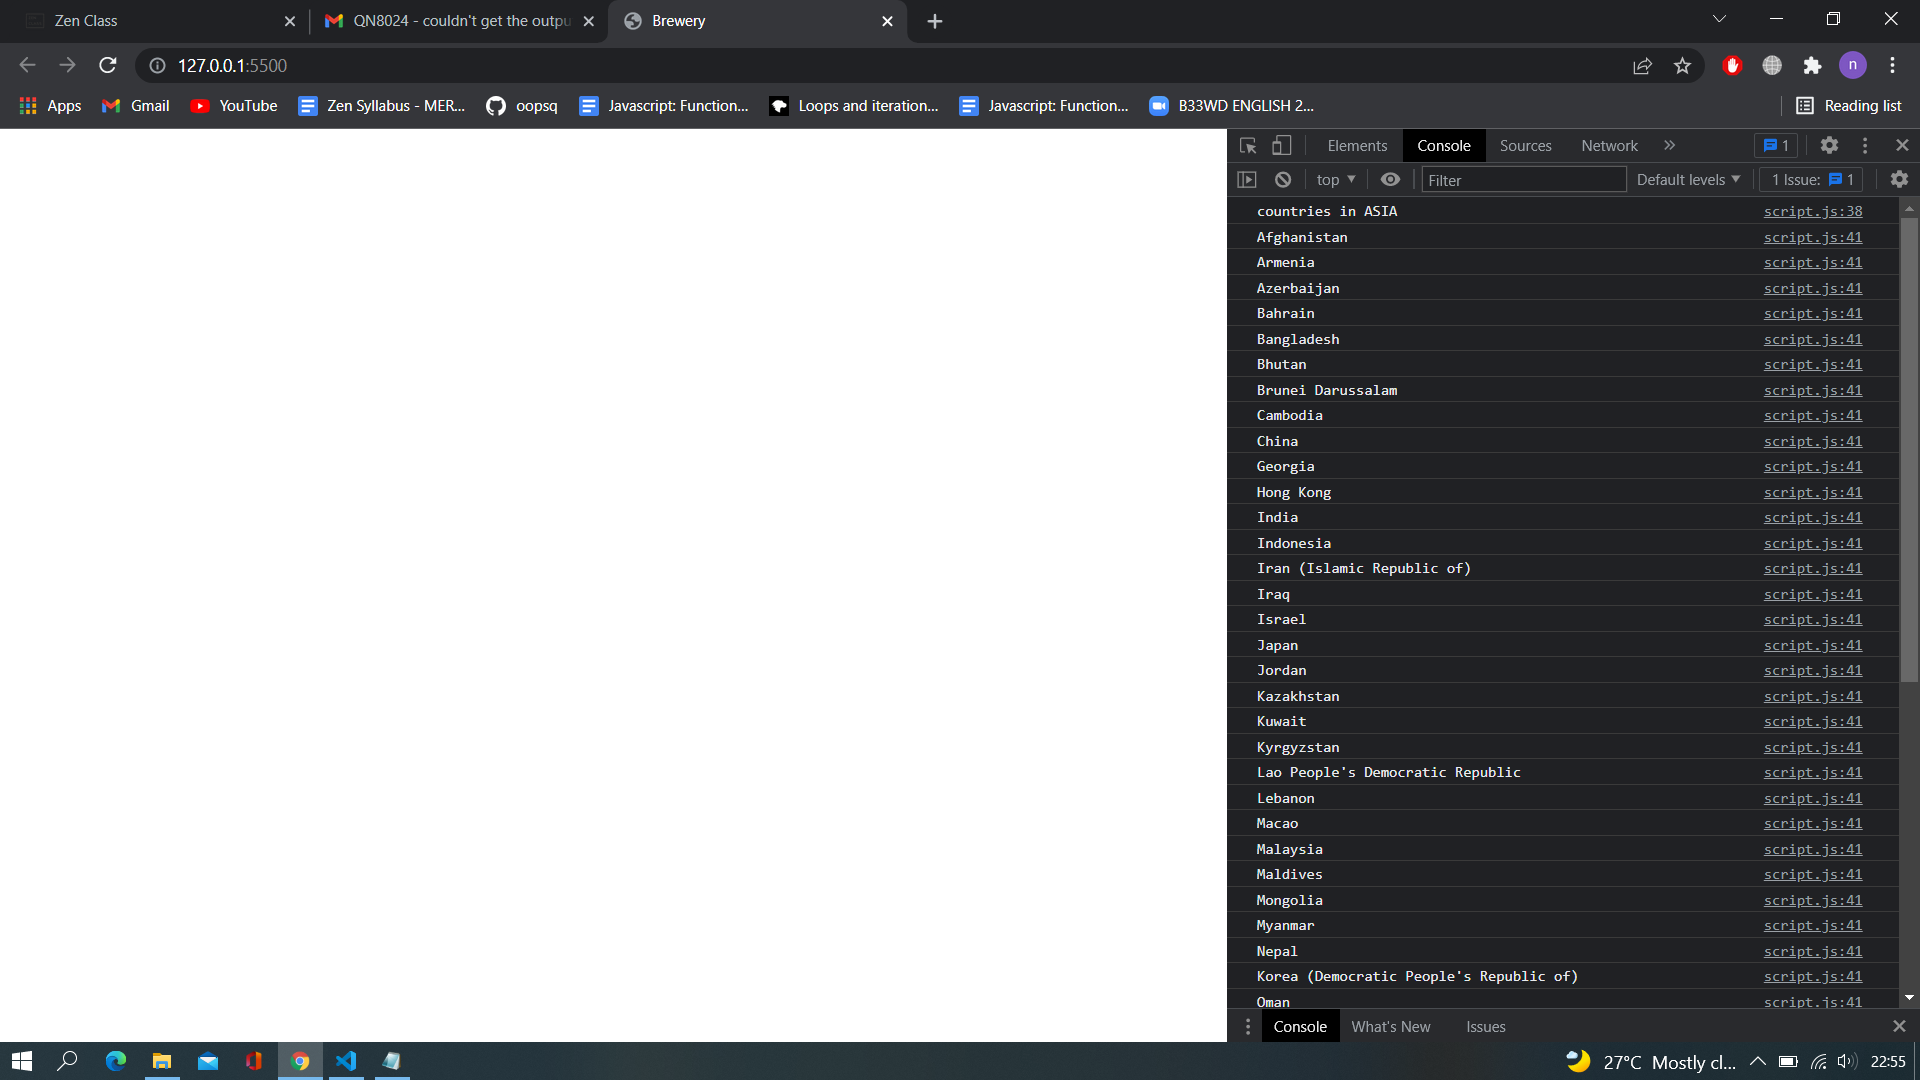 Zen Class
QN8024 - couldn't get the outpu
Brewery
127.0.0.1:5500
n
Apps
Gmail
YouTube
Zen Syllabus - MER...
oopsq
Javascript: Function...
Loops and iteration...
Javascript: Function...
B33WD ENGLISH 2...
Reading list
Elements Console Sources Network » 1
top Filter Default levels 1 Issue: 1
countries in ASIA script.js:38
Afghanistan script.js:41
Armenia script.js:41
Azerbaijan script.js:41
Bahrain script.js:41
Bangladesh script.js:41
Bhutan script.js:41
Brunei Darussalam script.js:41
Cambodia script.js:41
China script.js:41
Georgia script.js:41
Hong Kong script.js:41
India script.js:41
Indonesia script.js:41
Iran (Islamic Republic of) script.js:41
Iraq script.js:41
Israel script.js:41
Japan script.js:41
Jordan script.js:41
Kazakhstan script.js:41
Kuwait script.js:41
Kyrgyzstan script.js:41
Lao People's Democratic Republic script.js:41
Lebanon script.js:41
Macao script.js:41
Malaysia script.js:41
Maldives script.js:41
Mongolia script.js:41
Myanmar script.js:41
Nepal script.js:41
Korea (Democratic People's Republic of) script.js:41
Oman script.js:41
Console What's New Issues
27°C Mostly cl... 22:55